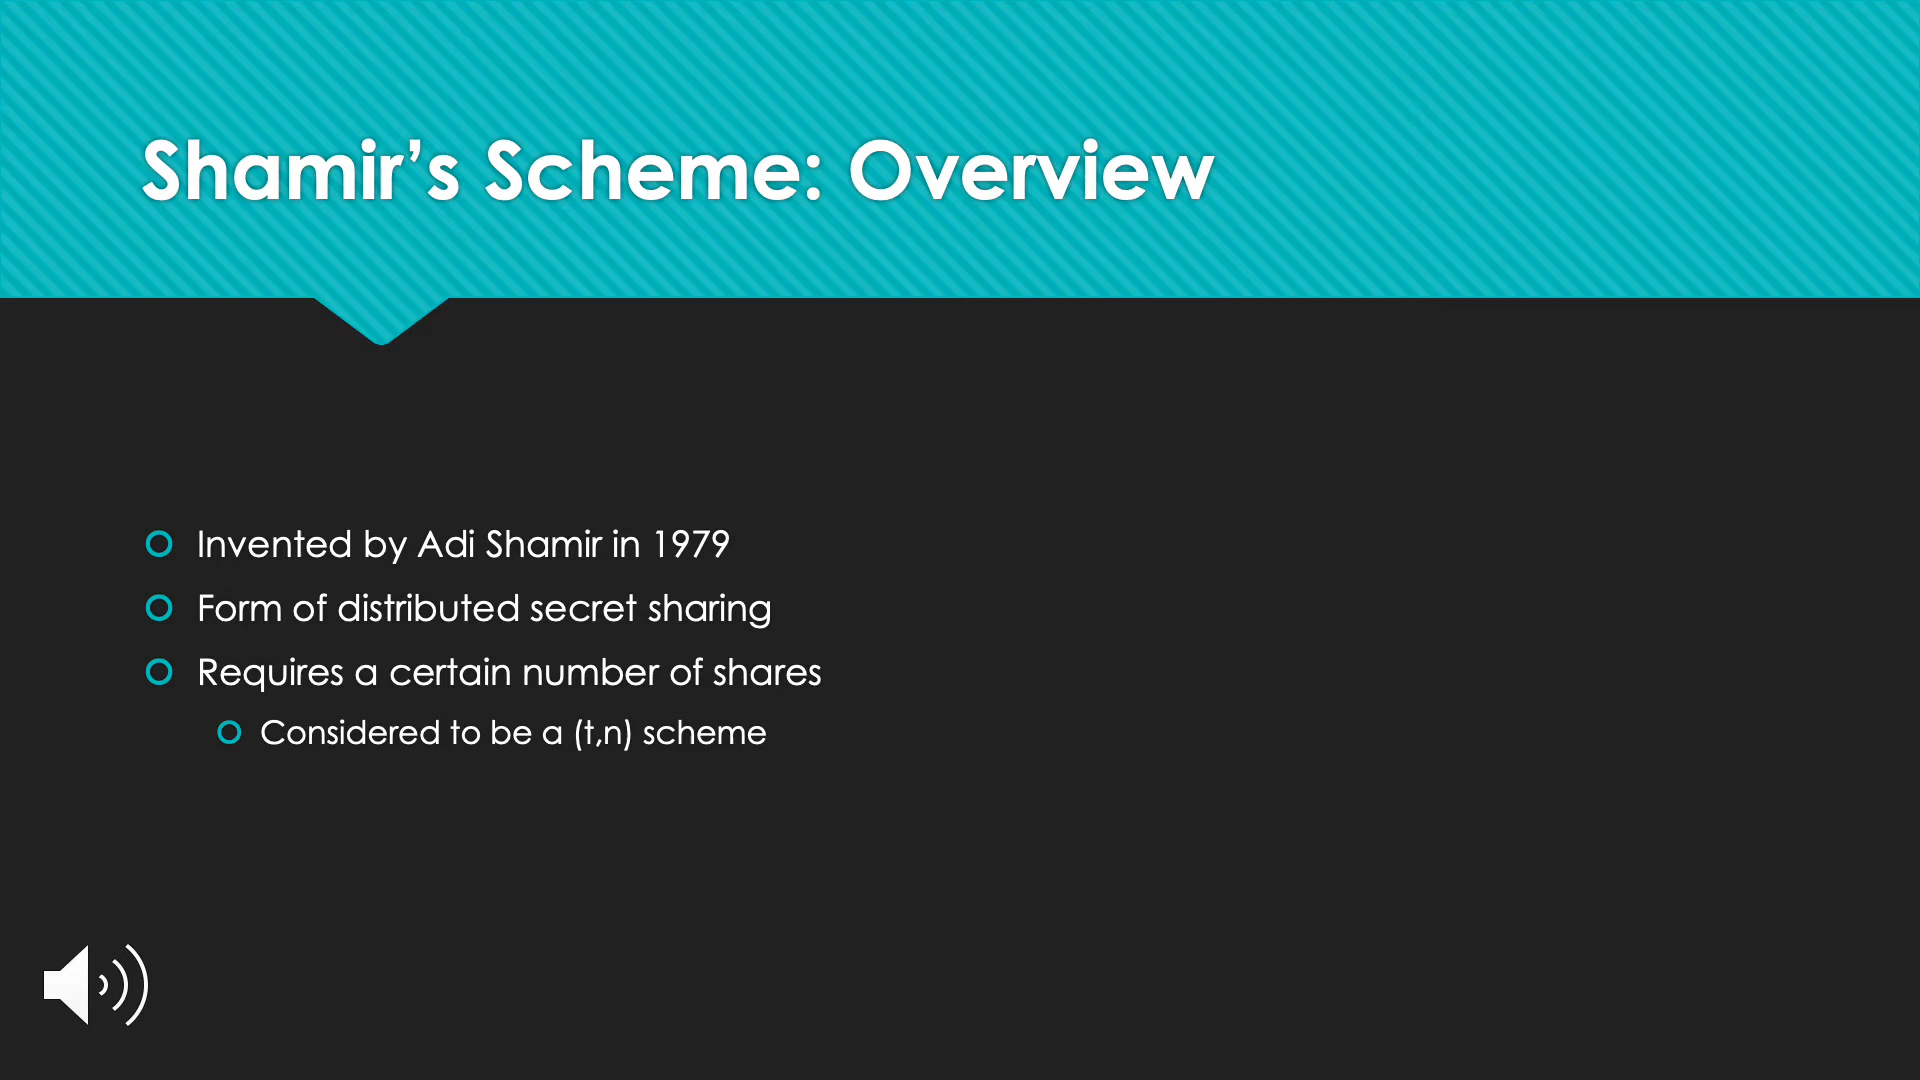 Shamir’s Scheme: Overview
Invented by Adi Shamir in 1979
Form of distributed secret sharing
Requires a certain number of shares
Considered to be a (t,n) scheme